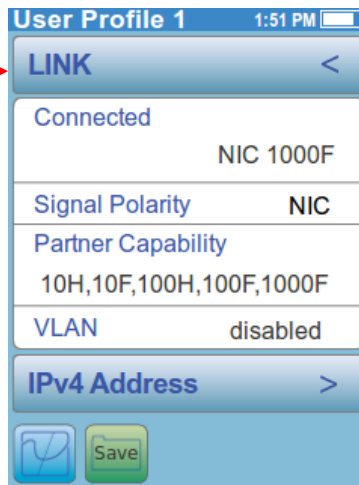 User Profile 1 1:51 PM
LINK <
Connected
NIC 1000F
Signal Polarity NIC
Partner Capability
10H,10F,100H,100F,1000F
VLAN disabled
IPv4 Address >
Save